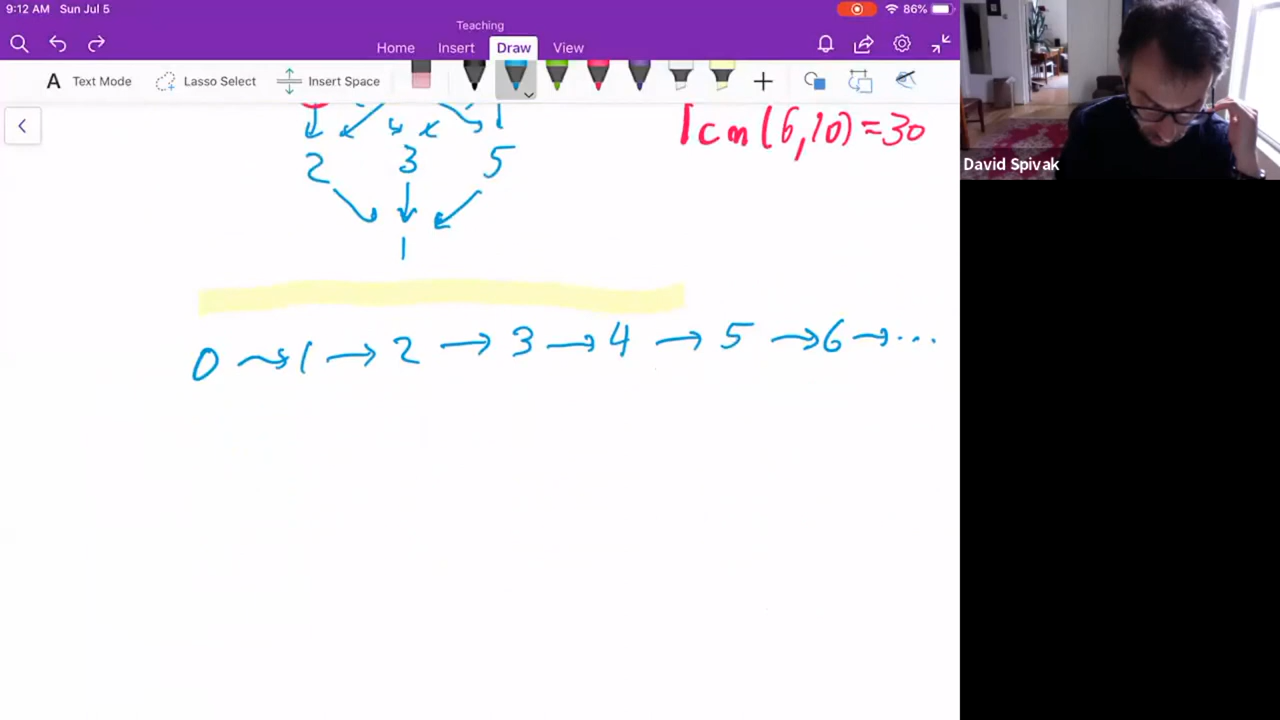 9:12 AM Sun Jul 5
86%
Teaching
Home Insert Draw View
A Text Mode Lasso Select Insert Space
lcm(6,10)=30
2 3 5
1
0 → 1 → 2 → 3 → 4 → 5 → 6 → ...
David Spivak